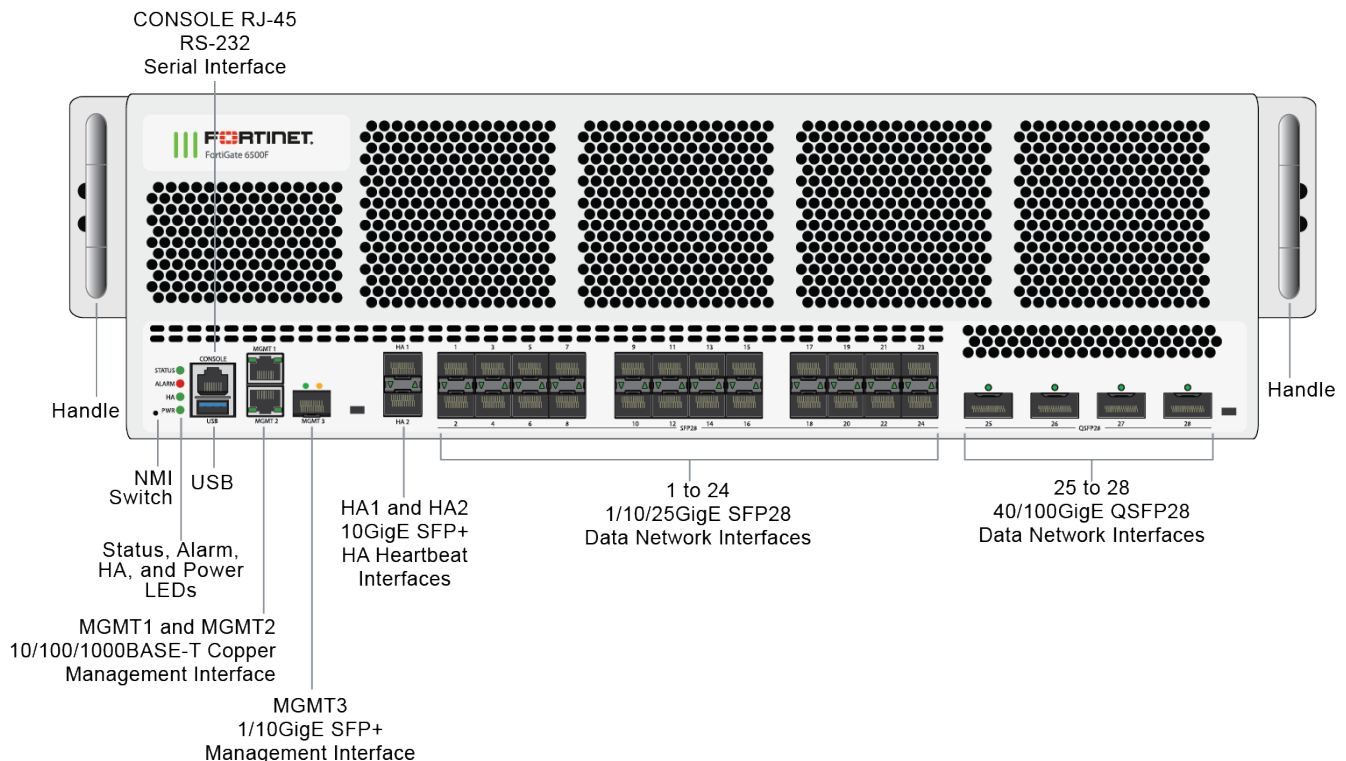 CONSOLE RJ-45
RS-232
Serial Interface
FORTINET.
FortiGate 6500F
STATUS
ALARM
HA
PWR
CONSOLE
USB
MGMT 1
MGMT 2
MGMT 3
HA 1
HA 2
1 3 5 7
2 4 6 8
9 11 13 15
10 12 14 16
17 19 21 23
18 20 22 24
SFP28
25 26 27 28
QSFP28
Handle
Handle
NMI
Switch
USB
Status, Alarm,
HA, and Power
LEDs
MGMT1 and MGMT2
10/100/1000BASE-T Copper
Management Interface
MGMT3
1/10GigE SFP+
Management Interface
HA1 and HA2
10GigE SFP+
HA Heartbeat
Interfaces
1 to 24
1/10/25GigE SFP28
Data Network Interfaces
25 to 28
40/100GigE QSFP28
Data Network Interfaces